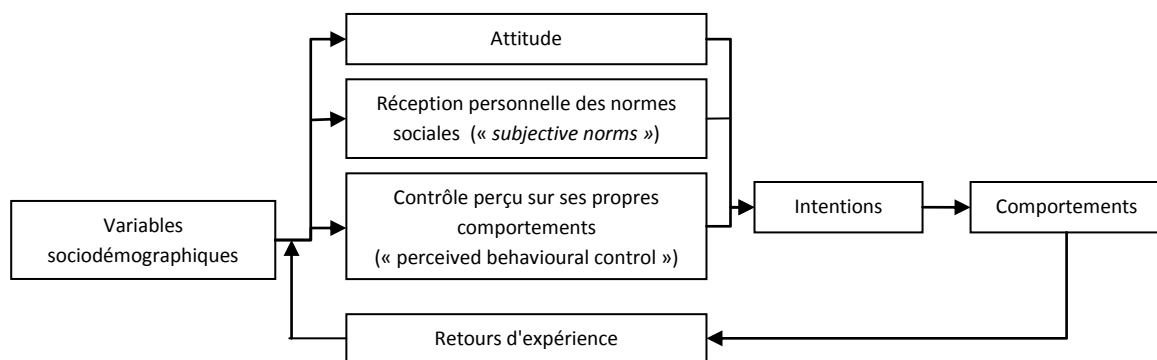 Attitude
Réception personnelle des normes
sociales (« subjective norms »)
Contrôle perçu sur ses propres
comportements
(« perceived behavioural control »)
Variables
sociodémographiques
Intentions
Comportements
Retours d'expérience